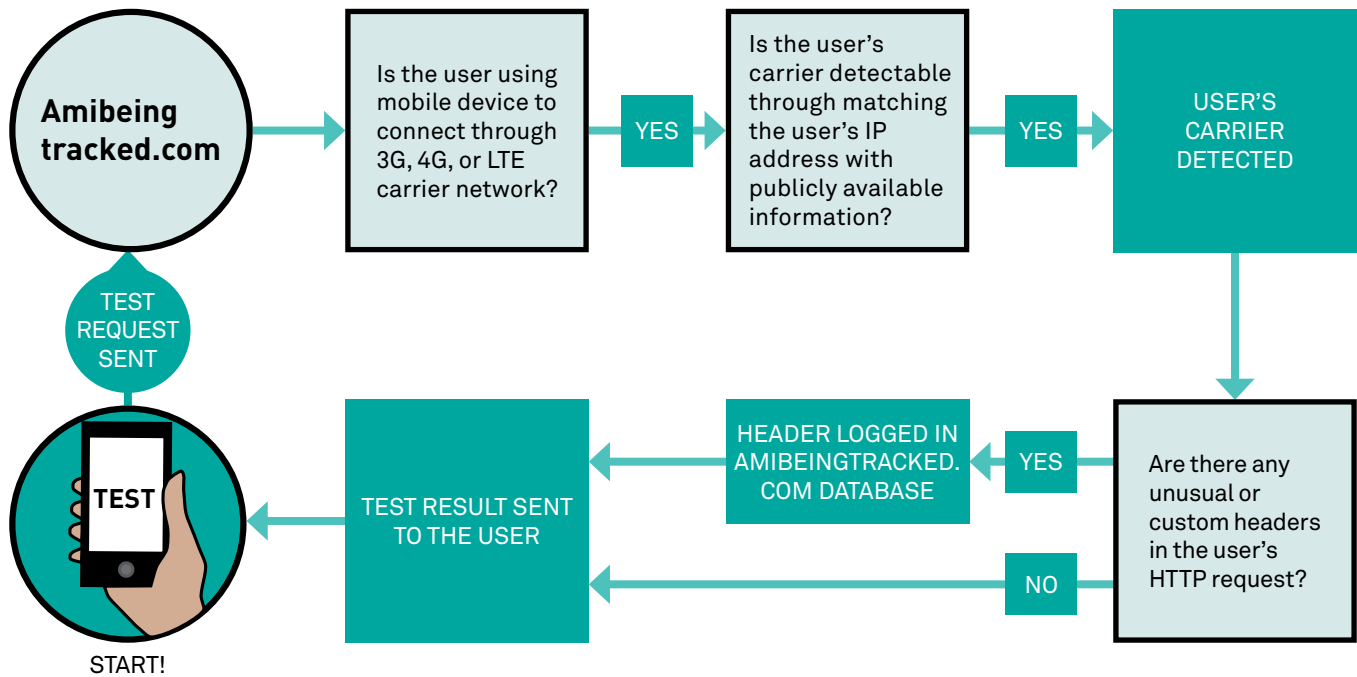 Amibeing
tracked.com
Is the user using
mobile device to
connect through
3G, 4G, or LTE
carrier network?
YES
Is the user's
carrier detectable
through matching
the user's IP
address with
publicly available
information?
YES
USER'S
CARRIER
DETECTED
TEST
REQUEST
SENT
TEST
START!
TEST RESULT SENT
TO THE USER
HEADER LOGGED IN
AMIBEINGTRACKED.
COM DATABASE
YES
NO
Are there any
unusual or
custom headers
in the user's
HTTP request?